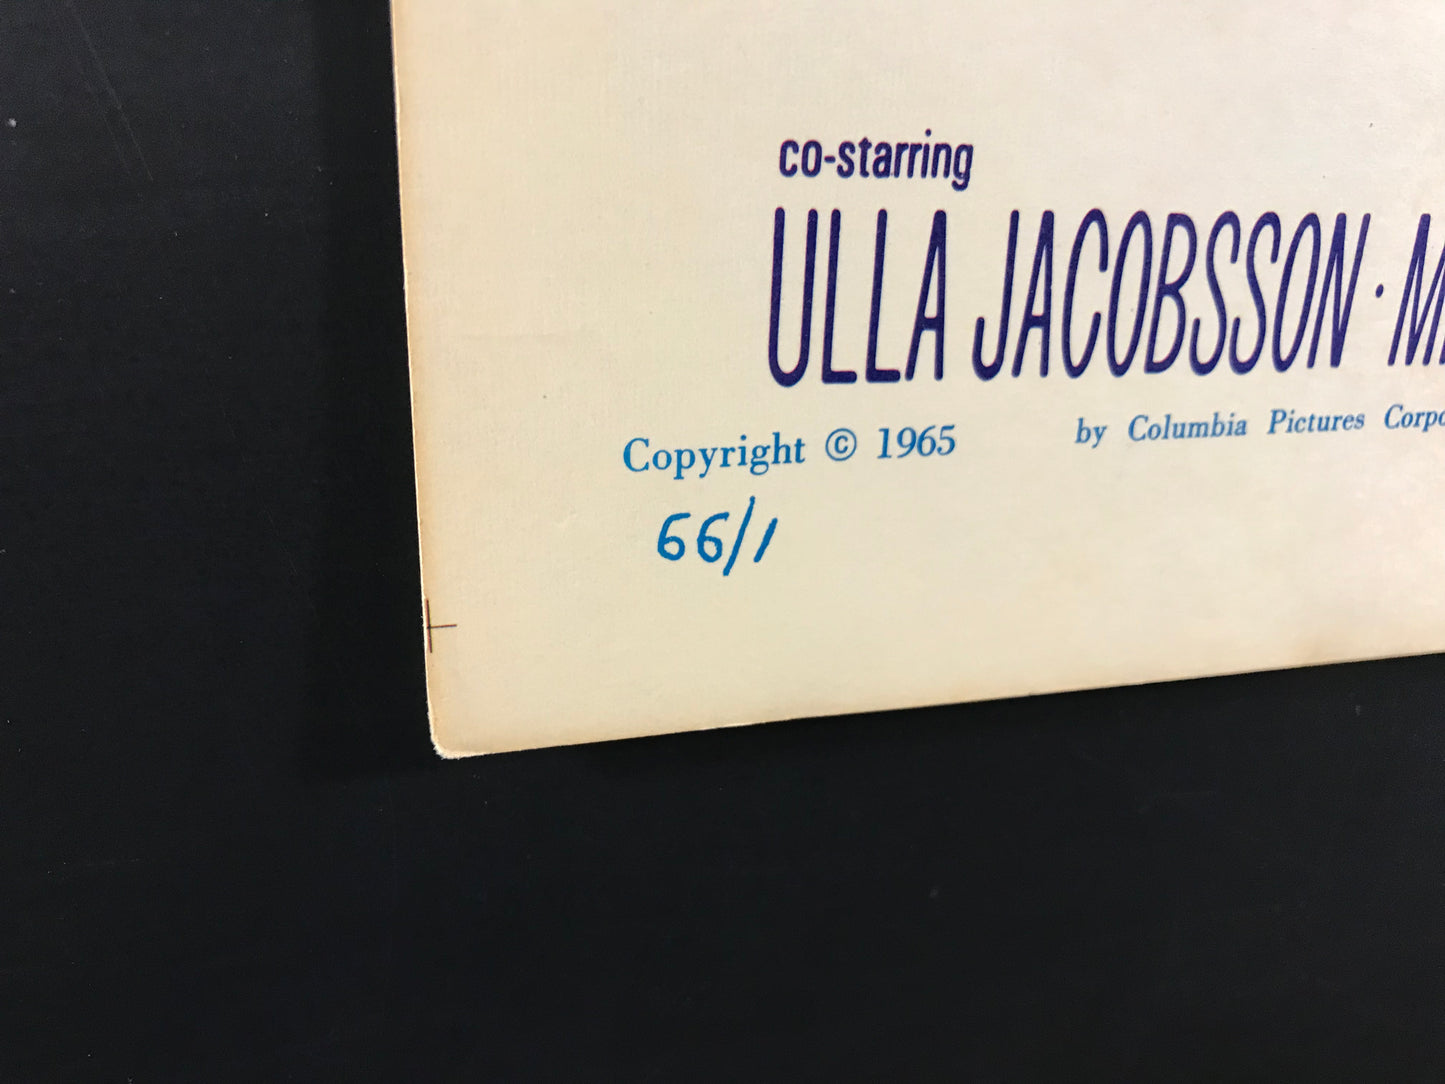 co-starring
ULLA JACOBSSON ·
Copyright © 1965 by Columbia Pictures
66/1